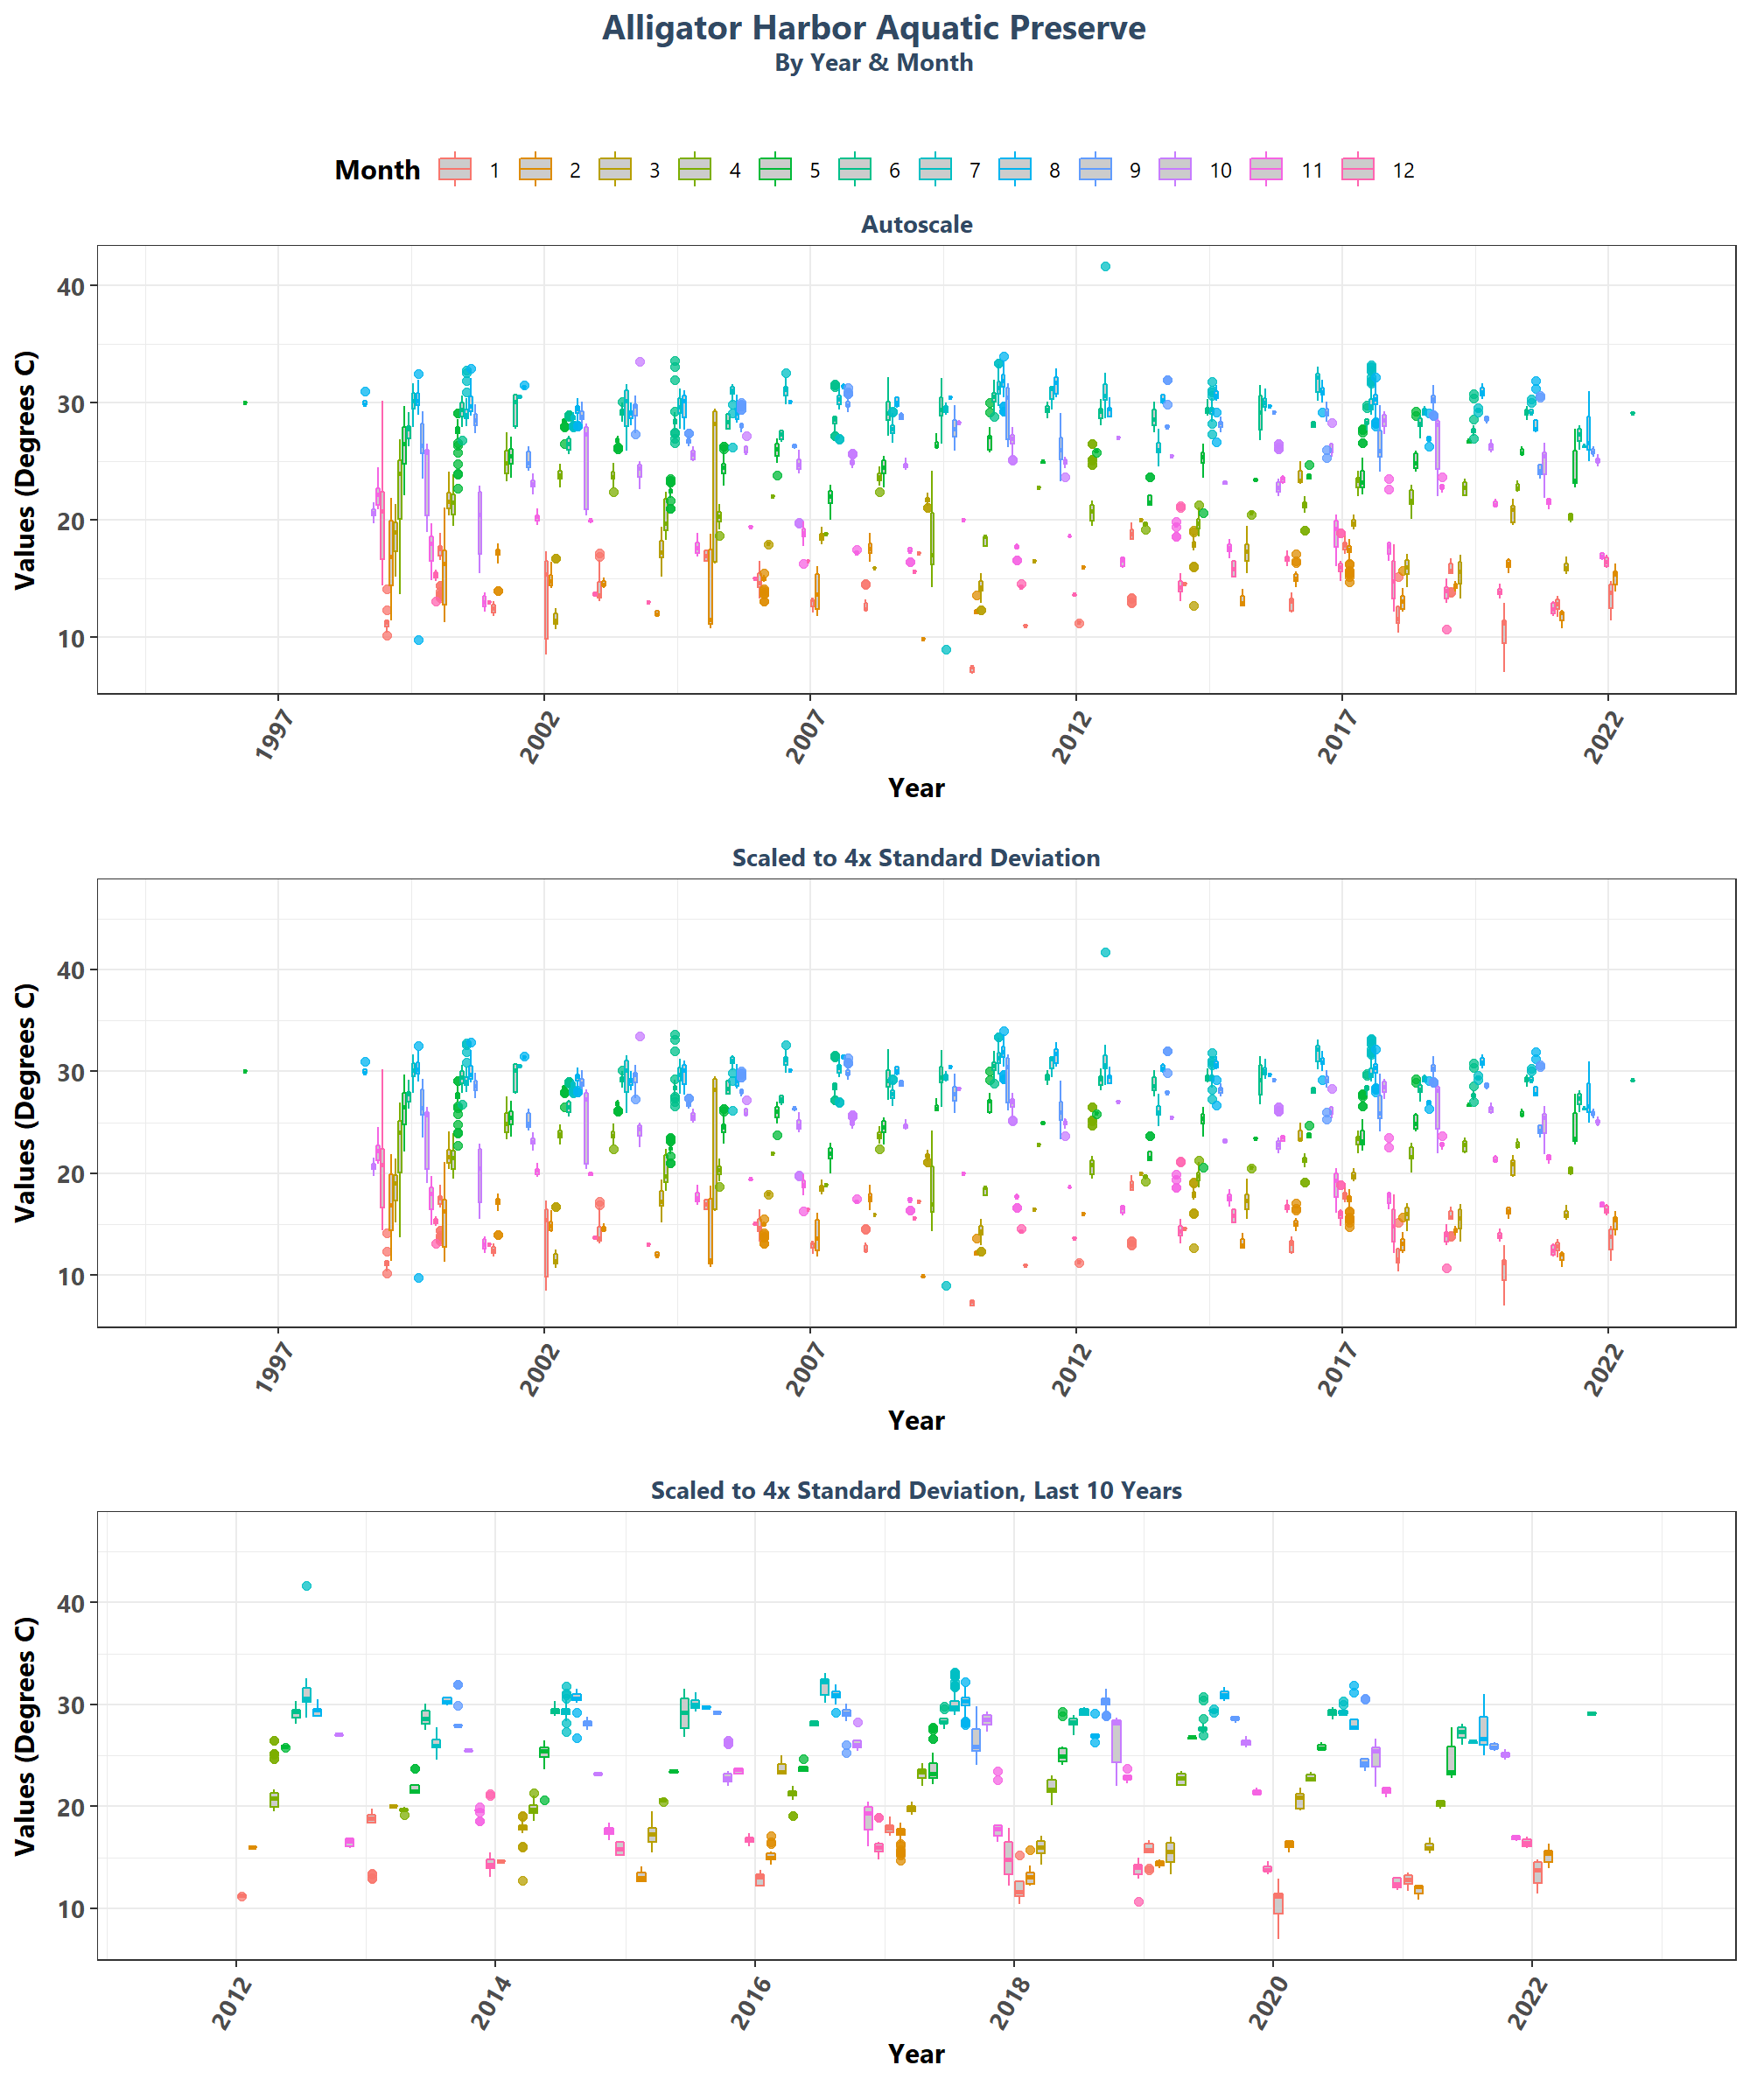 Alligator Harbor Aquatic Preserve
By Year & Month
Month 1 2 3 4 5 6 7 8 9 10 11 12
Autoscale
Values (Degrees C)
40
30
20
10
1997 2002 2007 2012 2017 2022
Year
Scaled to 4x Standard Deviation
Values (Degrees C)
40
30
20
10
1997 2002 2007 2012 2017 2022
Year
Scaled to 4x Standard Deviation, Last 10 Years
Values (Degrees C)
40
30
20
10
2012 2014 2016 2018 2020 2022
Year